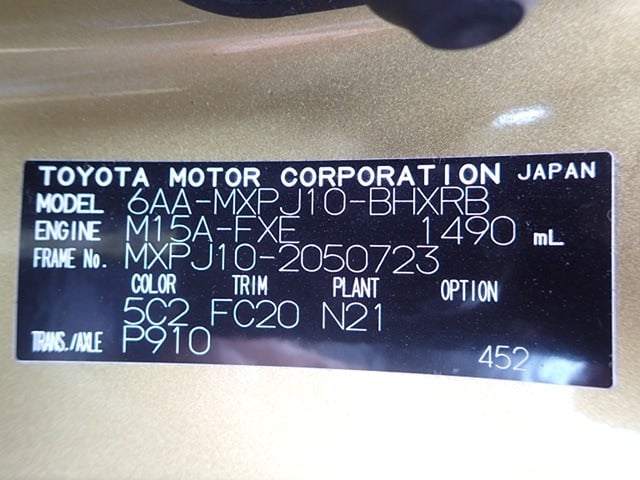 TOYOTA MOTOR CORPORATION JAPAN
MODEL 6AA-MXPJ10-BHXRB
ENGINE M15A-FXE 1490 mL
FRAME No. MXPJ10-2050723
COLOR TRIM PLANT OPTION
5C2 FC20 N21
TRANS./AXLE P910
452